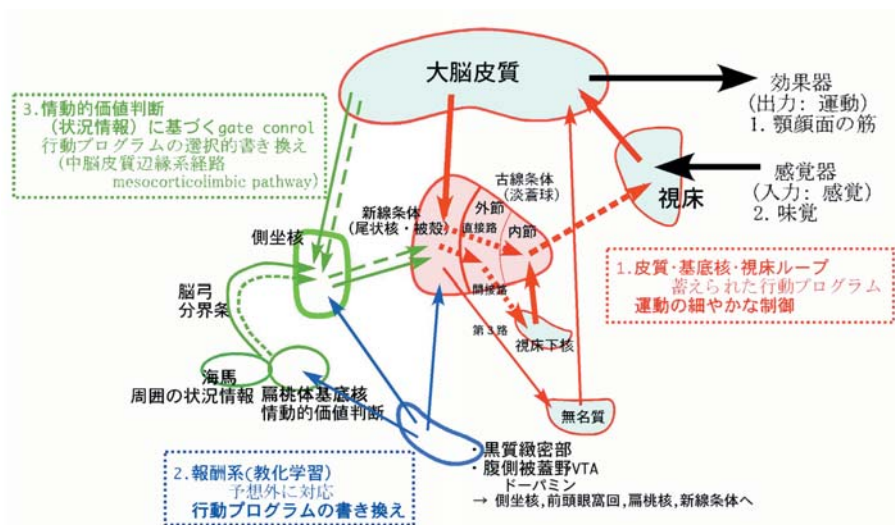 大脳皮質
効果器
(出力: 運動)
1. 顎顔面の筋
感覚器
(入力: 感覚)
2. 味覚
視床
3.情動的価値判断
(状況情報) に基づくgate conrol
行動プログラムの選択的書き換え
(中脳皮質辺縁系経路
mesocorticolimbic pathway)
古線条体
(淡蒼球)
新線条体
(尾状核・被殻)
外節
直接路
内節
間接路
第3路
側坐核
視床下核
無名質
1.皮質・基底核・視床ループ
蓄えられた行動プログラム
運動の細やかな制御
脳弓
分界条
海馬
周囲の状況情報
扁桃体基底核
情動的価値判断
2.報酬系(教化学習)
予想外に対応
行動プログラムの書き換え
・黒質緻密部
・腹側被蓋野VTA
ドーパミン
→ 側坐核,前頭眼窩回,扁桃核,新線条体へ